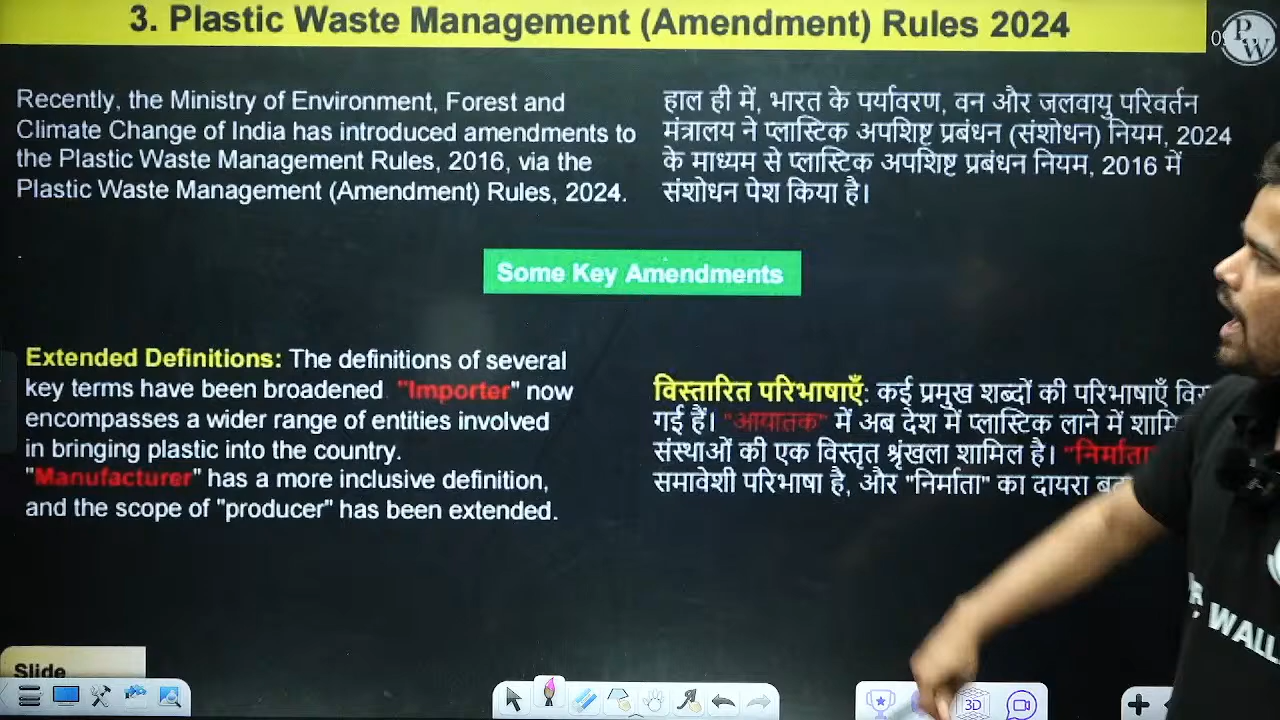 3. Plastic Waste Management (Amendment) Rules 2024
PW
Recently, the Ministry of Environment, Forest and
Climate Change of India has introduced amendments to
the Plastic Waste Management Rules, 2016, via the
Plastic Waste Management (Amendment) Rules, 2024.
हाल ही में, भारत के पर्यावरण, वन और जलवायु परिवर्तन
मंत्रालय ने प्लास्टिक अपशिष्ट प्रबंधन (संशोधन) नियम, 2024
के माध्यम से प्लास्टिक अपशिष्ट प्रबंधन नियम, 2016 में
संशोधन पेश किया है।
Some Key Amendments
Extended Definitions: The definitions of several
key terms have been broadened. "Importer" now
encompasses a wider range of entities involved
in bringing plastic into the country.
"Manufacturer" has a more inclusive definition,
and the scope of "producer" has been extended.
विस्तारित परिभाषाएँ: कई प्रमुख शब्दों की परिभाषाएँ
गई हैं। "आयातक" में अब देश में प्लास्टिक लाने में
संस्थाओं की एक विस्तृत श्रृंखला शामिल है। "निर्माता
समावेशी परिभाषा है, और "निर्माता" का दायरा
WALL
Slide
3D